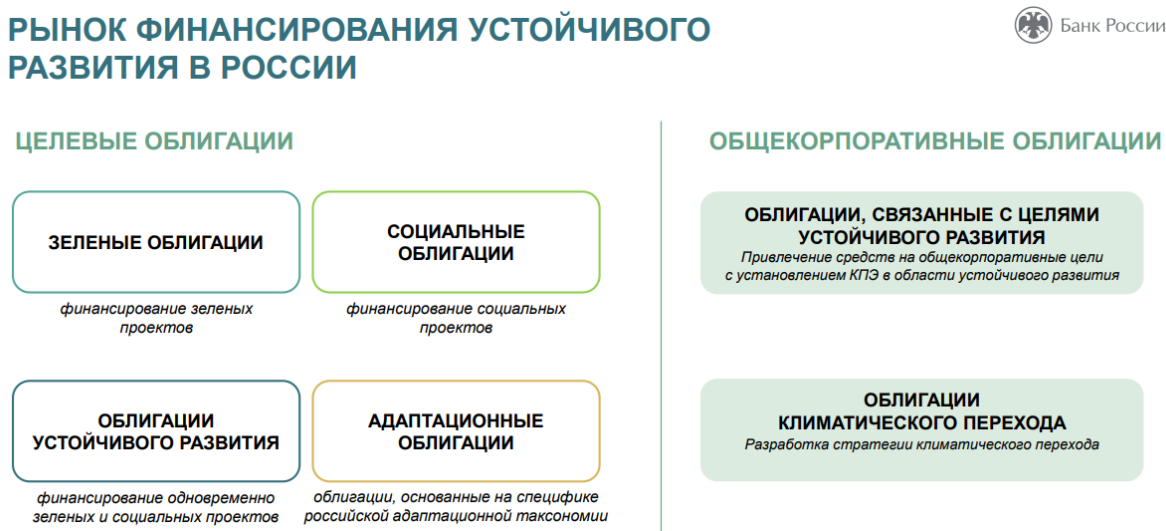 РЫНОК ФИНАНСИРОВАНИЯ УСТОЙЧИВОГО
РАЗВИТИЯ В РОССИИ
Банк России
ЦЕЛЕВЫЕ ОБЛИГАЦИИ
ЗЕЛЕНЫЕ ОБЛИГАЦИИ
финансирование зеленых
проектов
СОЦИАЛЬНЫЕ
ОБЛИГАЦИИ
финансирование социальных
проектов
ОБЛИГАЦИИ
УСТОЙЧИВОГО РАЗВИТИЯ
финансирование одновременно
зеленых и социальных проектов
АДАПТАЦИОННЫЕ
ОБЛИГАЦИИ
облигации, основанные на специфике
российской адаптационной таксономии
ОБЩЕКОРПОРАТИВНЫЕ ОБЛИГАЦИИ
ОБЛИГАЦИИ, СВЯЗАННЫЕ С ЦЕЛЯМИ
УСТОЙЧИВОГО РАЗВИТИЯ
Привлечение средств на общекорпоративные цели
с установлением КПЭ в области устойчивого развития
ОБЛИГАЦИИ
КЛИМАТИЧЕСКОГО ПЕРЕХОДА
Разработка стратегии климатического перехода